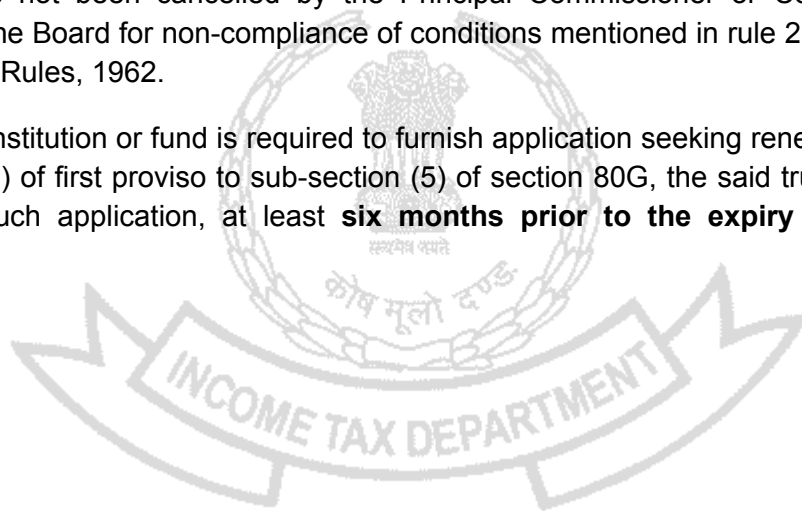 not been cancelled by the Principal Commissioner or
he Board for non-compliance of conditions mentioned in rule 2
Rules, 1962.
nstitution or fund is required to furnish application seeking rene
) of first proviso to sub-section (5) of section 80G, the said tru
uch application, at least six months prior to the expiry
सत्यमेव जयते
कोष मूलो दण्डः
INCOME TAX DEPARTMENT